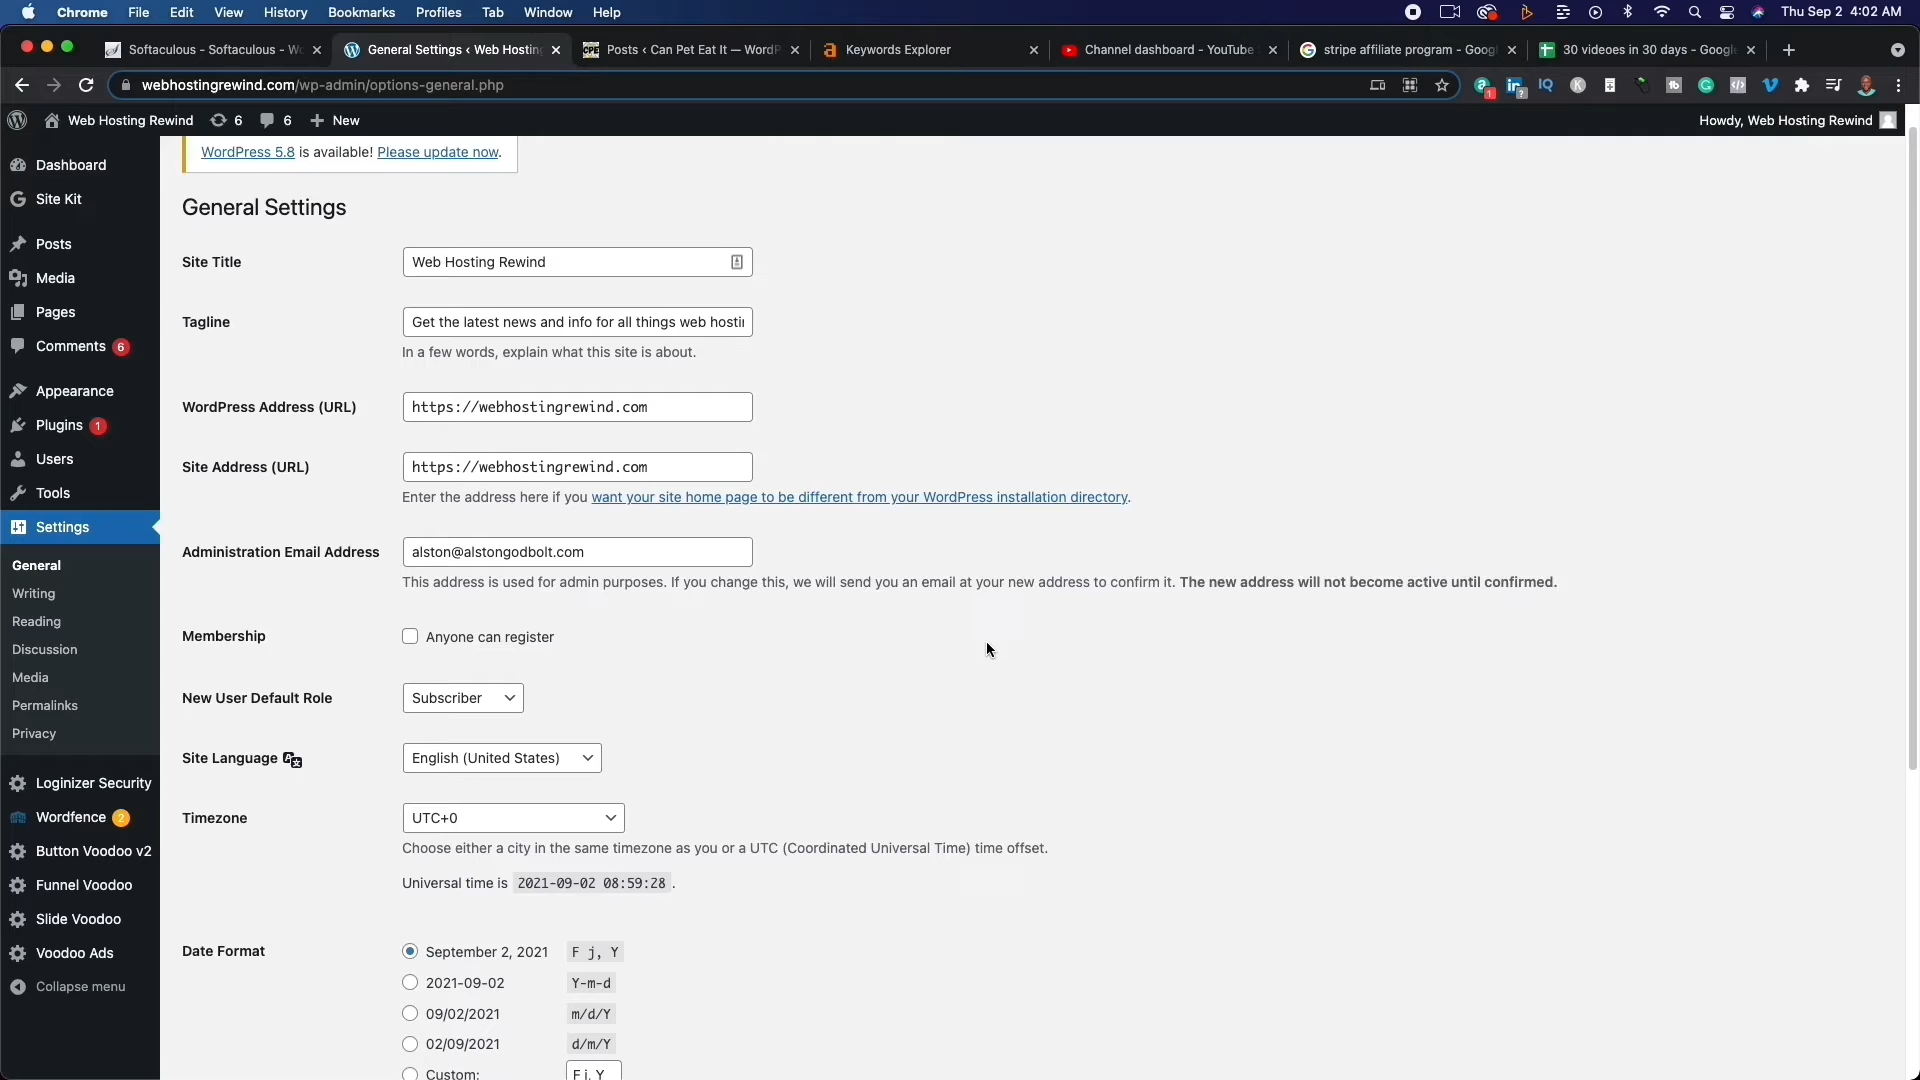 Chrome File Edit View History Bookmarks Profiles Tab Window Help Thu Sep 2 4:02 AM
Softaculous - Softaculous - Wo General Settings ‹ Web Hosting Posts ‹ Can Pet Eat It — WordP Keywords Explorer Channel dashboard - YouTube stripe affiliate program - Goog 30 videoes in 30 days - Google
webhostingrewind.com/wp-admin/options-general.php
Web Hosting Rewind 6 6 New Howdy, Web Hosting Rewind
WordPress 5.8 is available! Please update now.
Dashboard
Site Kit
Posts
Media
Pages
Comments 6
Appearance
Plugins 1
Users
Tools
Settings
General
Writing
Reading
Discussion
Media
Permalinks
Privacy
Loginizer Security
Wordfence 2
Button Voodoo v2
Funnel Voodoo
Slide Voodoo
Voodoo Ads
Collapse menu
General Settings
Site Title Web Hosting Rewind
Tagline Get the latest news and info for all things web hostin
In a few words, explain what this site is about.
WordPress Address (URL) https://webhostingrewind.com
Site Address (URL) https://webhostingrewind.com
Enter the address here if you want your site home page to be different from your WordPress installation directory.
Administration Email Address alston@alstongodbolt.com
This address is used for admin purposes. If you change this, we will send you an email at your new address to confirm it. The new address will not become active until confirmed.
Membership Anyone can register
New User Default Role Subscriber
Site Language English (United States)
Timezone UTC+0
Choose either a city in the same timezone as you or a UTC (Coordinated Universal Time) time offset.
Universal time is 2021-09-02 08:59:28 .
Date Format September 2, 2021 F j, Y
2021-09-02 Y-m-d
09/02/2021 m/d/Y
02/09/2021 d/m/Y
Custom: F j, Y